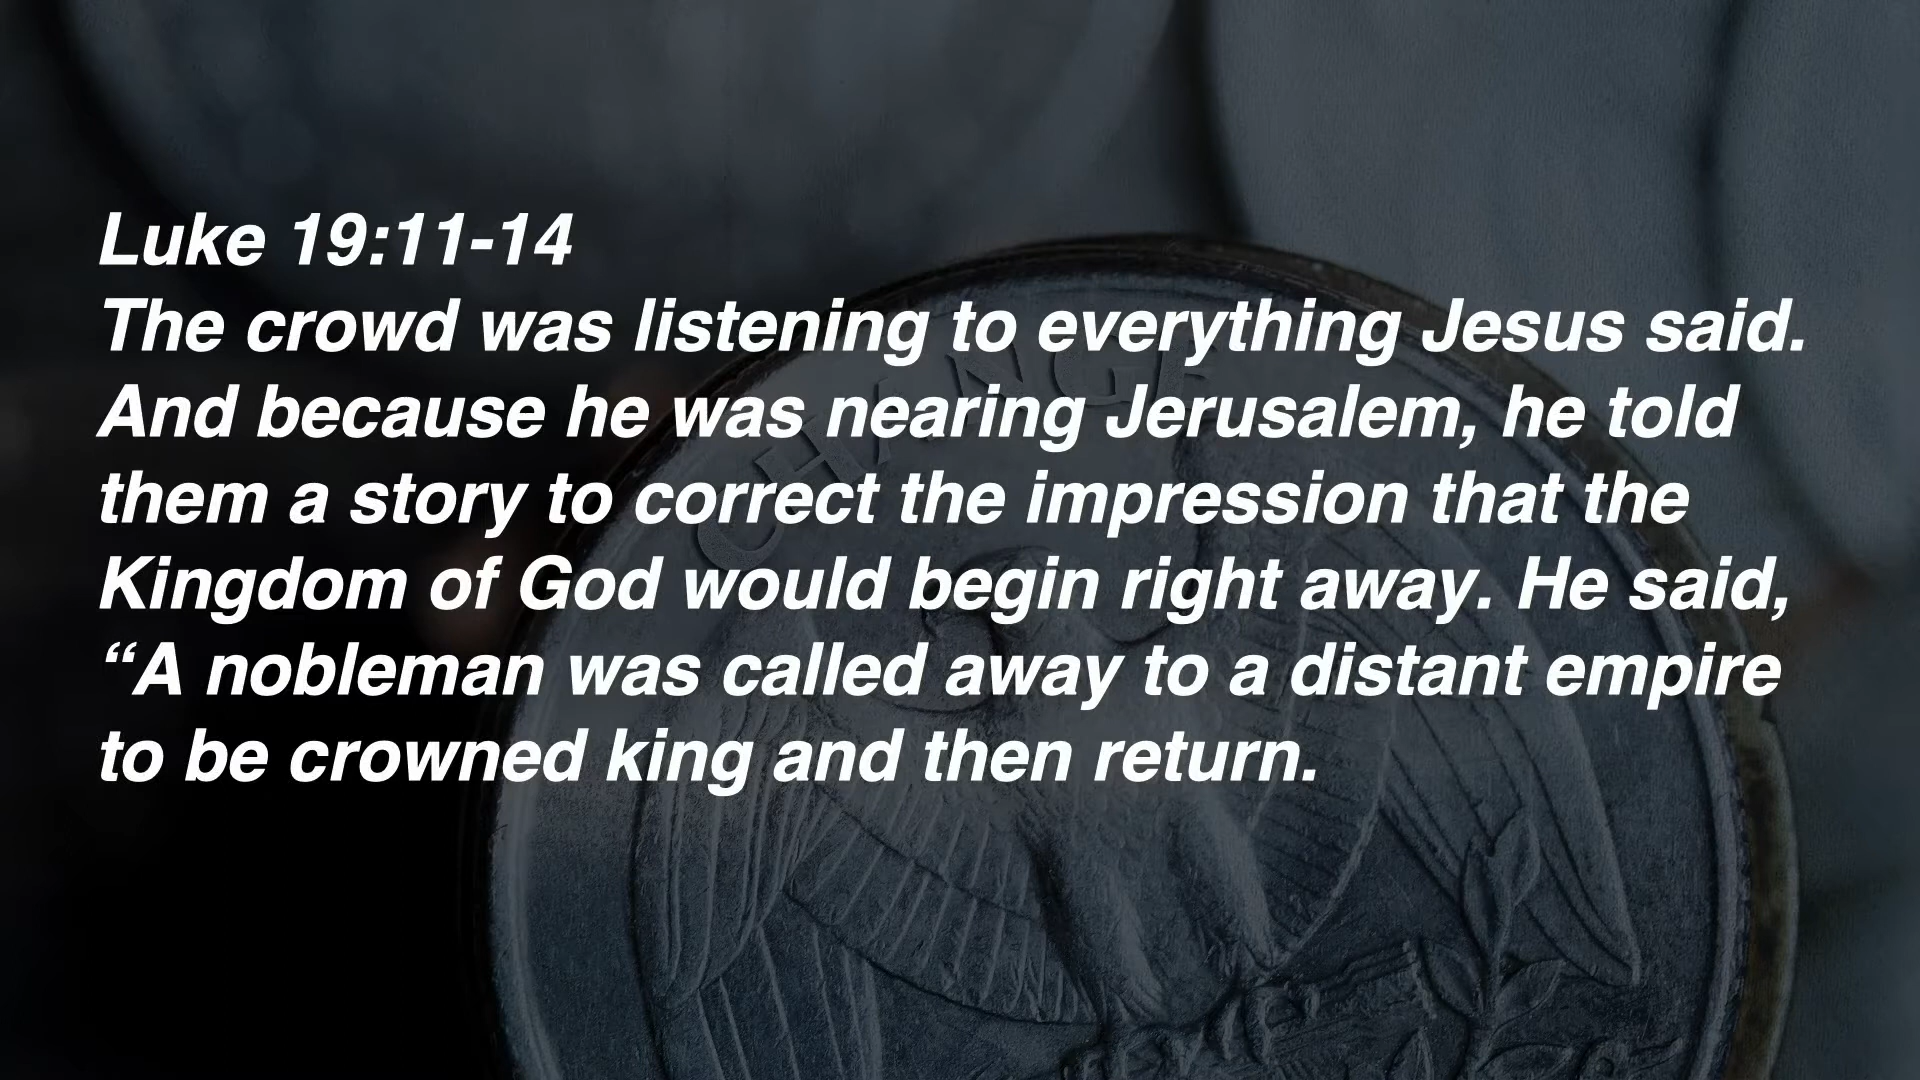 Luke 19:11-14
The crowd was listening to everything Jesus said.
And because he was nearing Jerusalem, he told
them a story to correct the impression that the
Kingdom of God would begin right away. He said,
“A nobleman was called away to a distant empire
to be crowned king and then return.
CHANGE